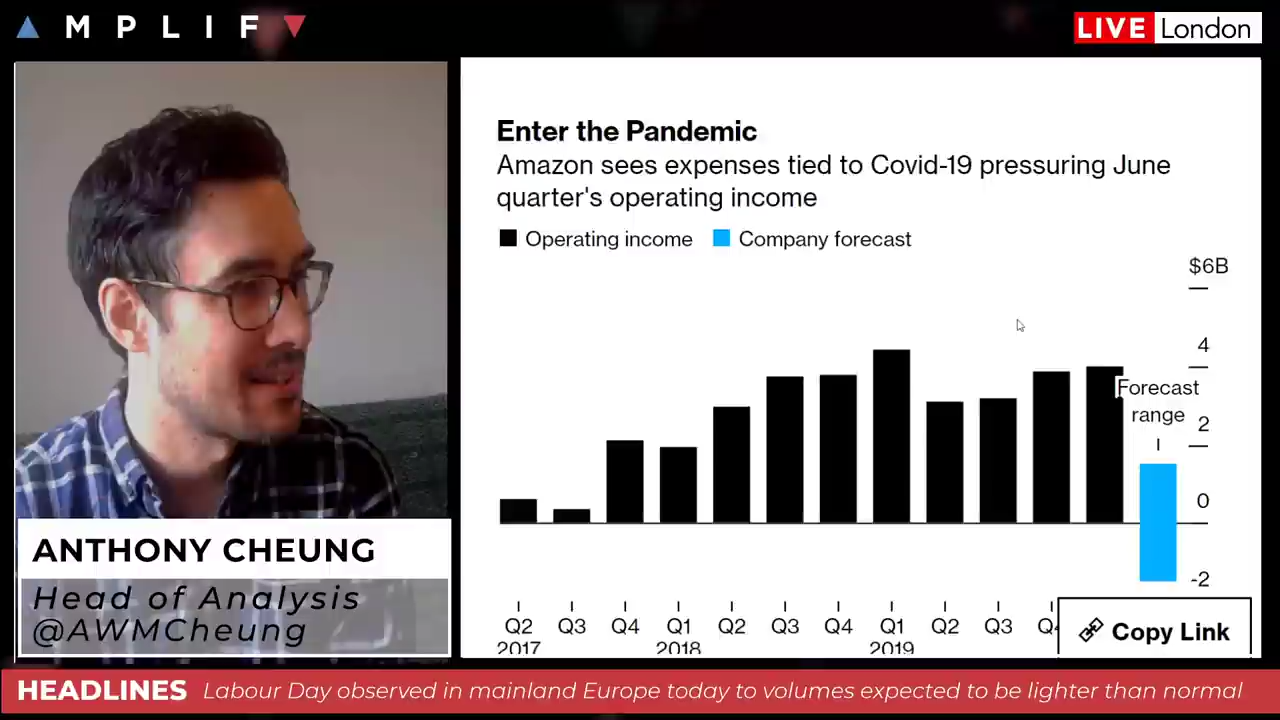 ▲ M P L I F ▼
LIVE London
Enter the Pandemic
Amazon sees expenses tied to Covid-19 pressuring June
quarter's operating income
Operating income Company forecast
$6B
4
Forecast
range
2
0
-2
Q2 Q3 Q4 Q1 Q2 Q3 Q4 Q1 Q2 Q3 Q4
2017 2018 2019
Copy Link
ANTHONY CHEUNG
Head of Analysis
@AWMCheung
HEADLINES Labour Day observed in mainland Europe today to volumes expected to be lighter than normal